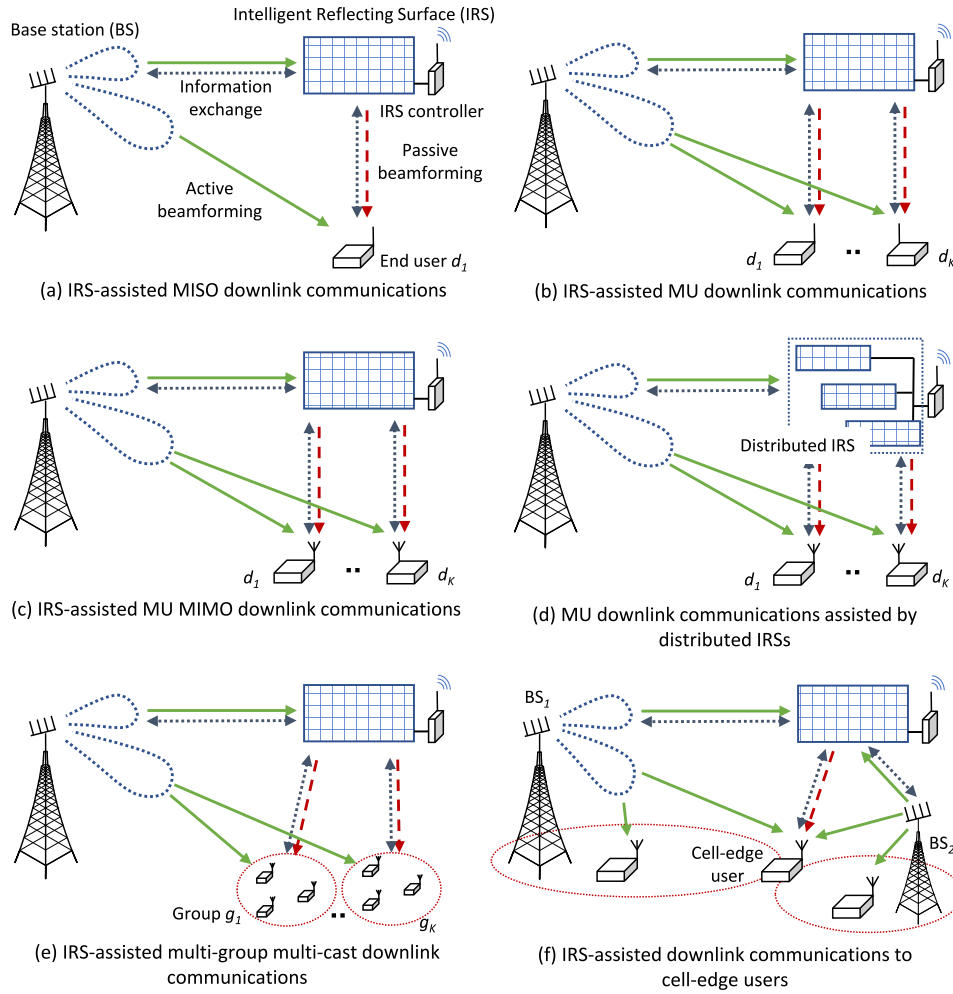 Intelligent Reflecting Surface (IRS)
Base station (BS)
Information
exchange
IRS controller
Passive
beamforming
Active
beamforming
End user d1
(a) IRS-assisted MISO downlink communications
d1
..
dK
(b) IRS-assisted MU downlink communications
d1
..
dK
(c) IRS-assisted MU MIMO downlink communications
Distributed IRS
d1
..
dK
(d) MU downlink communications assisted by
distributed IRSs
Group g1
..
gK
(e) IRS-assisted multi-group multi-cast downlink
communications
BS1
BS2
Cell-edge
user
(f) IRS-assisted downlink communications to
cell-edge users